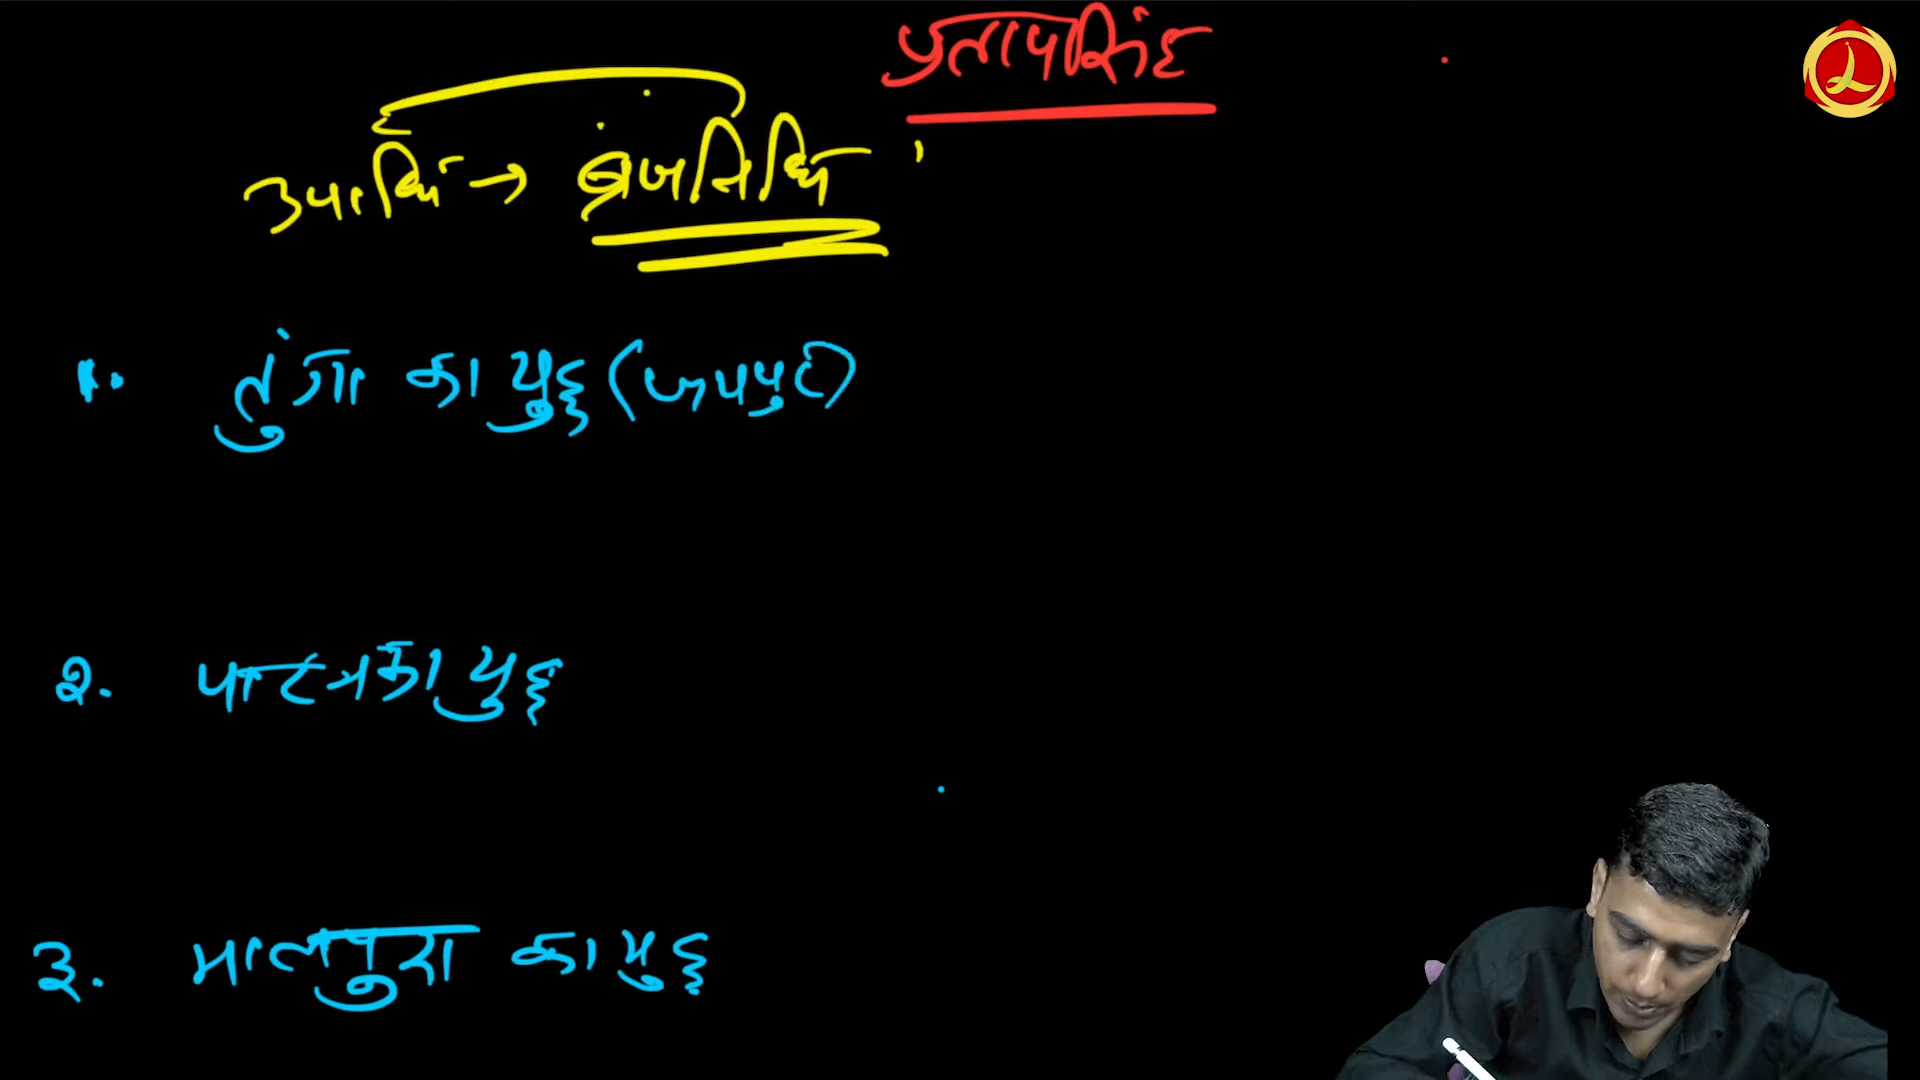 प्रतापसिंह
उपाधि → ब्रजनिधि '
1. तुंगा का युद्ध (जयपुर)
2. पाटन का युद्ध
3. मालपुरा का युद्ध